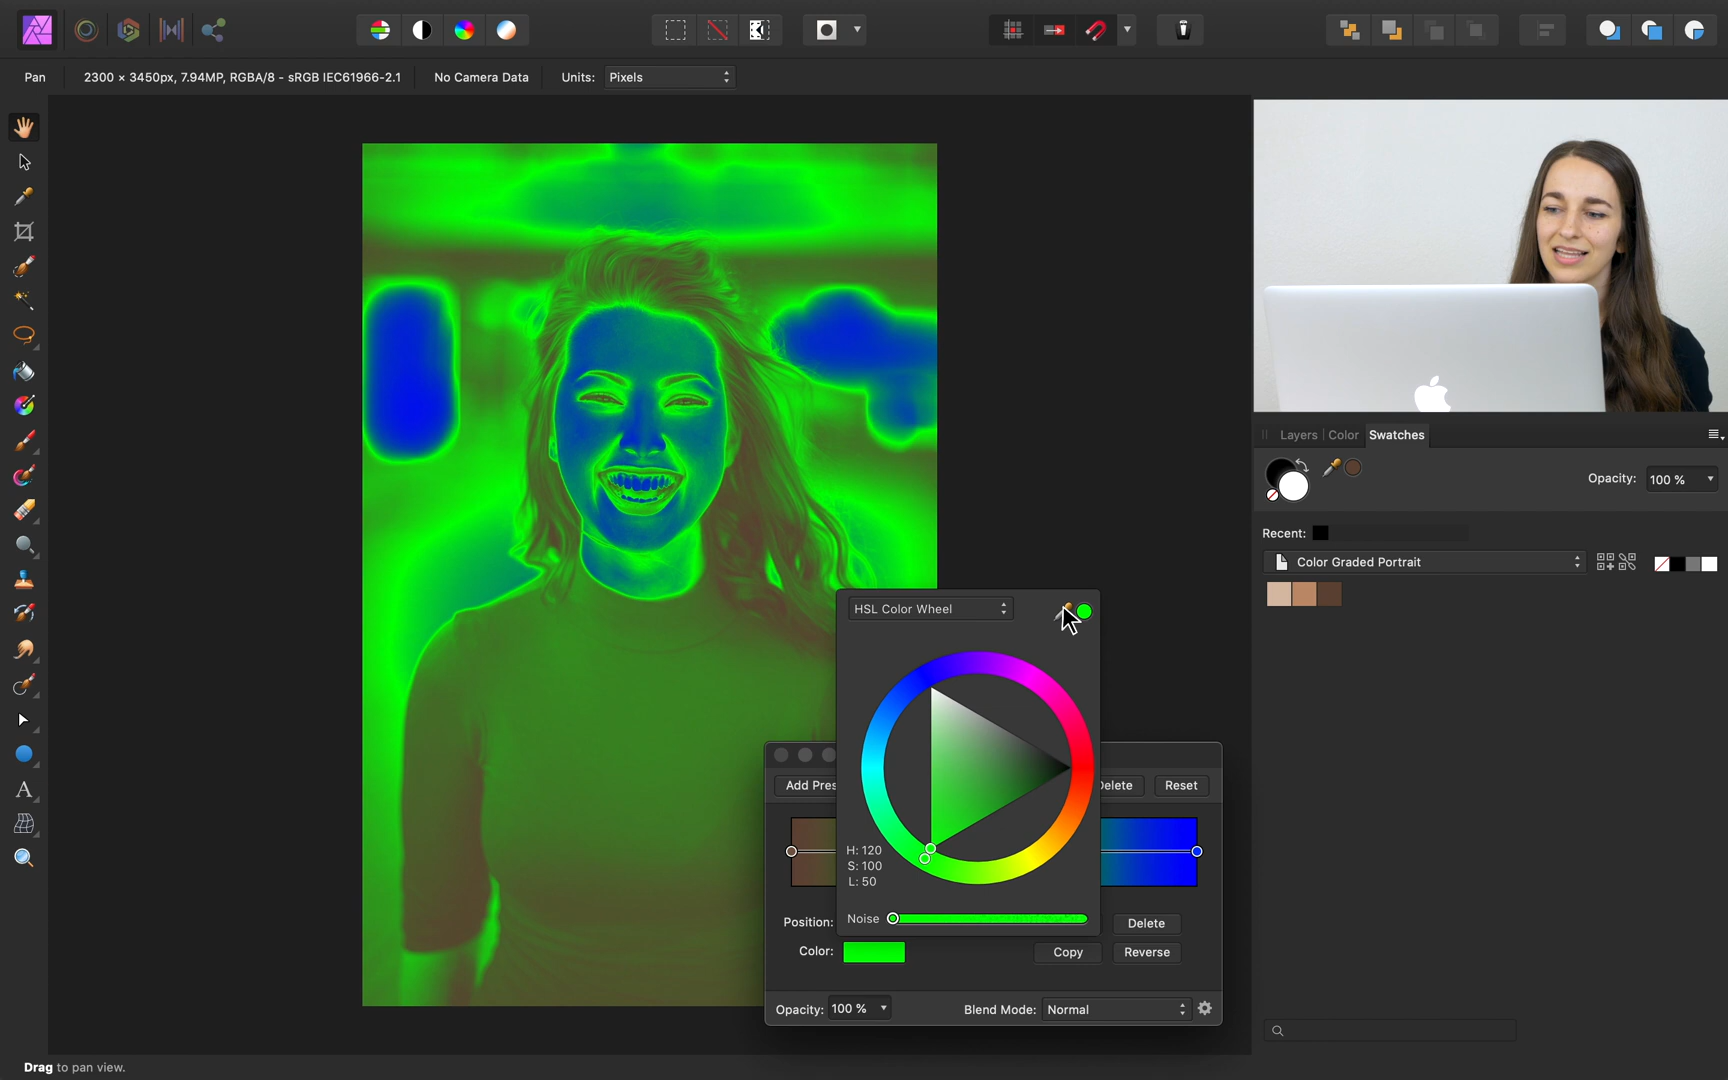 Pan
2300 × 3450px, 7.94MP, RGBA/8 - sRGB IEC61966-2.1
No Camera Data
Units: Pixels
Layers
Color
Swatches
Opacity: 100 %
Recent:
Color Graded Portrait
HSL Color Wheel
H: 120
S: 100
L: 50
Noise
Add Pres
Delete
Reset
Position:
Delete
Color:
Copy
Reverse
Opacity: 100 %
Blend Mode: Normal
Drag to pan view.